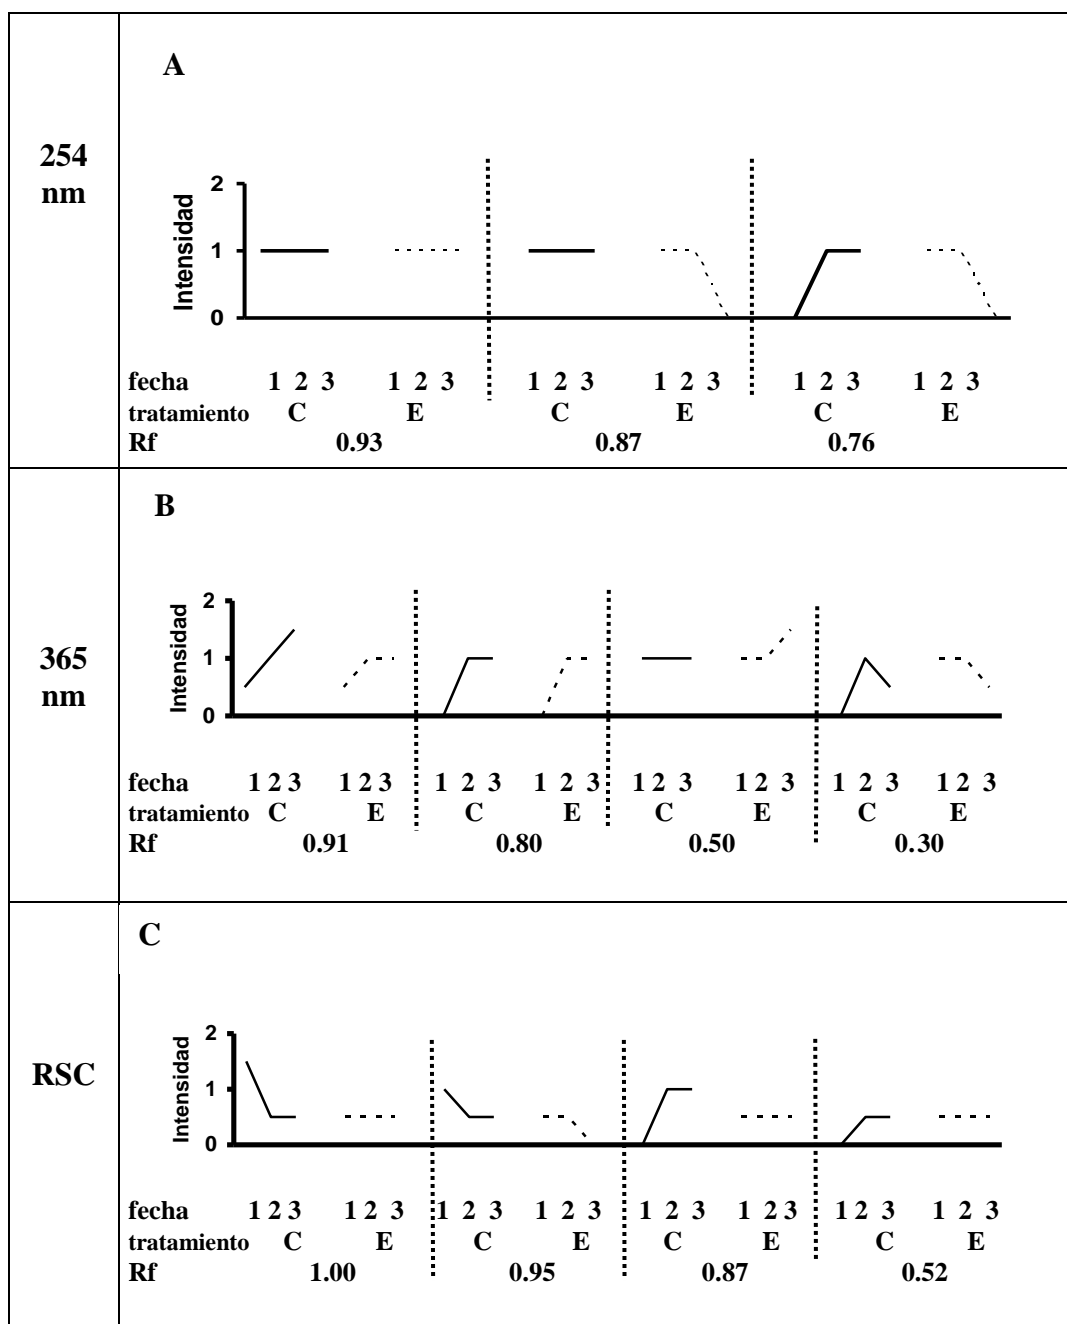 254
nm
A
Intensidad
2
1
0
fecha 1 2 3 1 2 3 1 2 3 1 2 3 1 2 3 1 2 3
tratamiento C E C E C E
Rf 0.93 0.87 0.76
365
nm
B
Intensidad
2
1
0
fecha 1 2 3 1 2 3 1 2 3 1 2 3 1 2 3 1 2 3 1 2 3 1 2 3
tratamiento C E C E C E C E
Rf 0.91 0.80 0.50 0.30
RSC
C
Intensidad
2
1
0
fecha 1 2 3 1 2 3 1 2 3 1 2 3 1 2 3 1 2 3 1 2 3 1 2 3
tratamiento C E C E C E C E
Rf 1.00 0.95 0.87 0.52